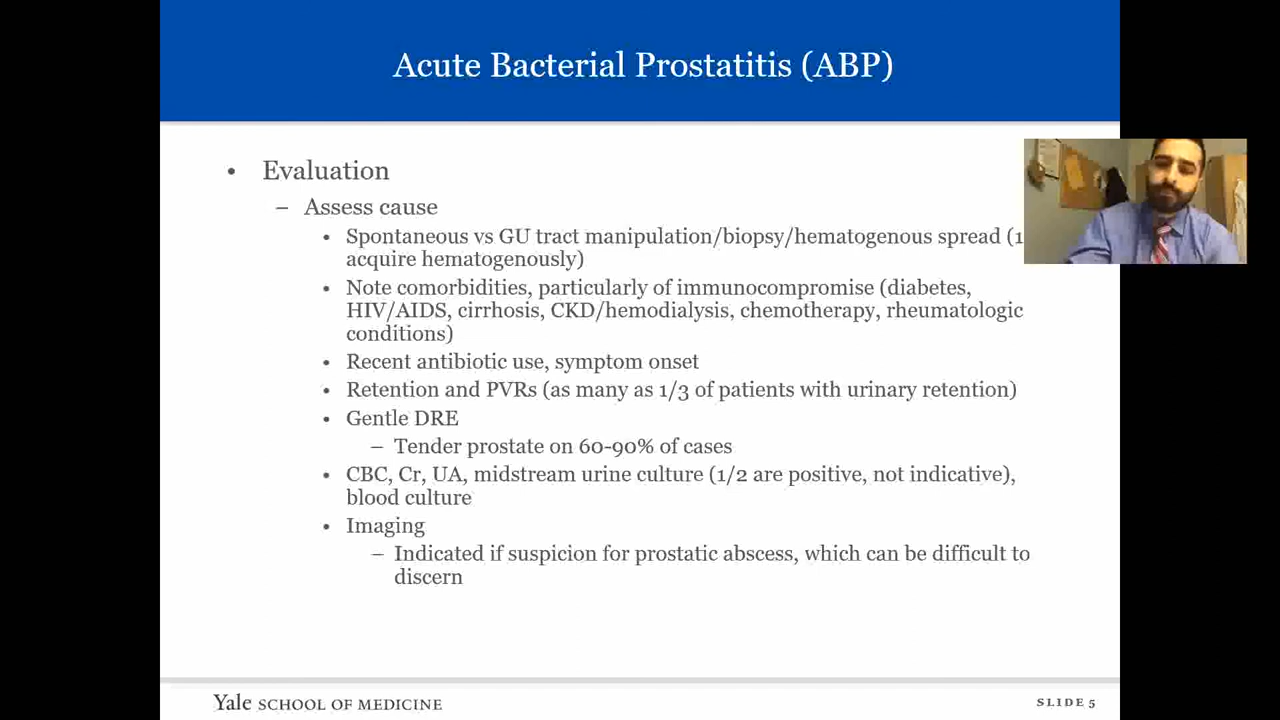 Acute Bacterial Prostatitis (ABP)
• Evaluation
– Assess cause
• Spontaneous vs GU tract manipulation/biopsy/hematogenous spread (1
acquire hematogenously)
• Note comorbidities, particularly of immunocompromise (diabetes,
HIV/AIDS, cirrhosis, CKD/hemodialysis, chemotherapy, rheumatologic
conditions)
• Recent antibiotic use, symptom onset
• Retention and PVRs (as many as 1/3 of patients with urinary retention)
• Gentle DRE
– Tender prostate on 60-90% of cases
• CBC, Cr, UA, midstream urine culture (1/2 are positive, not indicative),
blood culture
• Imaging
– Indicated if suspicion for prostatic abscess, which can be difficult to
discern
Yale SCHOOL OF MEDICINE
SLIDE 5